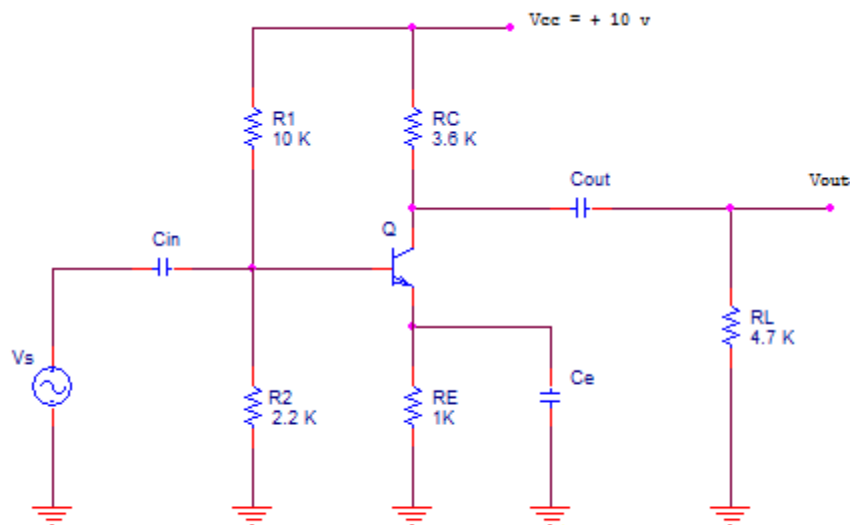 Vcc = + 10 v
R1
10 K
RC
3.6 K
Cout
Vout
Q
Cin
RL
4.7 K
Vs
R2
2.2 K
RE
1K
Ce